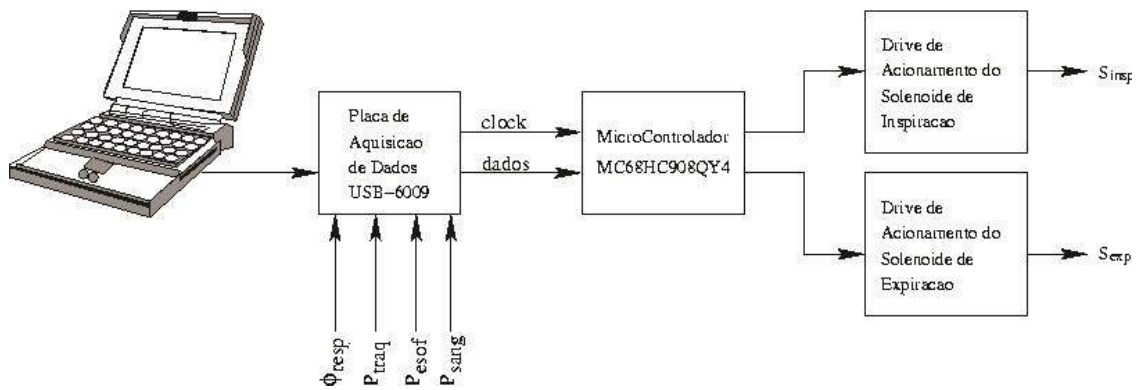 Placa de
Aquisicao
de Dados
USB-6009
clock
dados
MicroControlador
MC68HC908QY4
Drive de
Acionamento do
Solenoide de
Inspiracao
Sinsp
Drive de
Acionamento do
Solenoide de
Expiracao
Sexp
ϕresp
Ptraq
Pesof
Psang